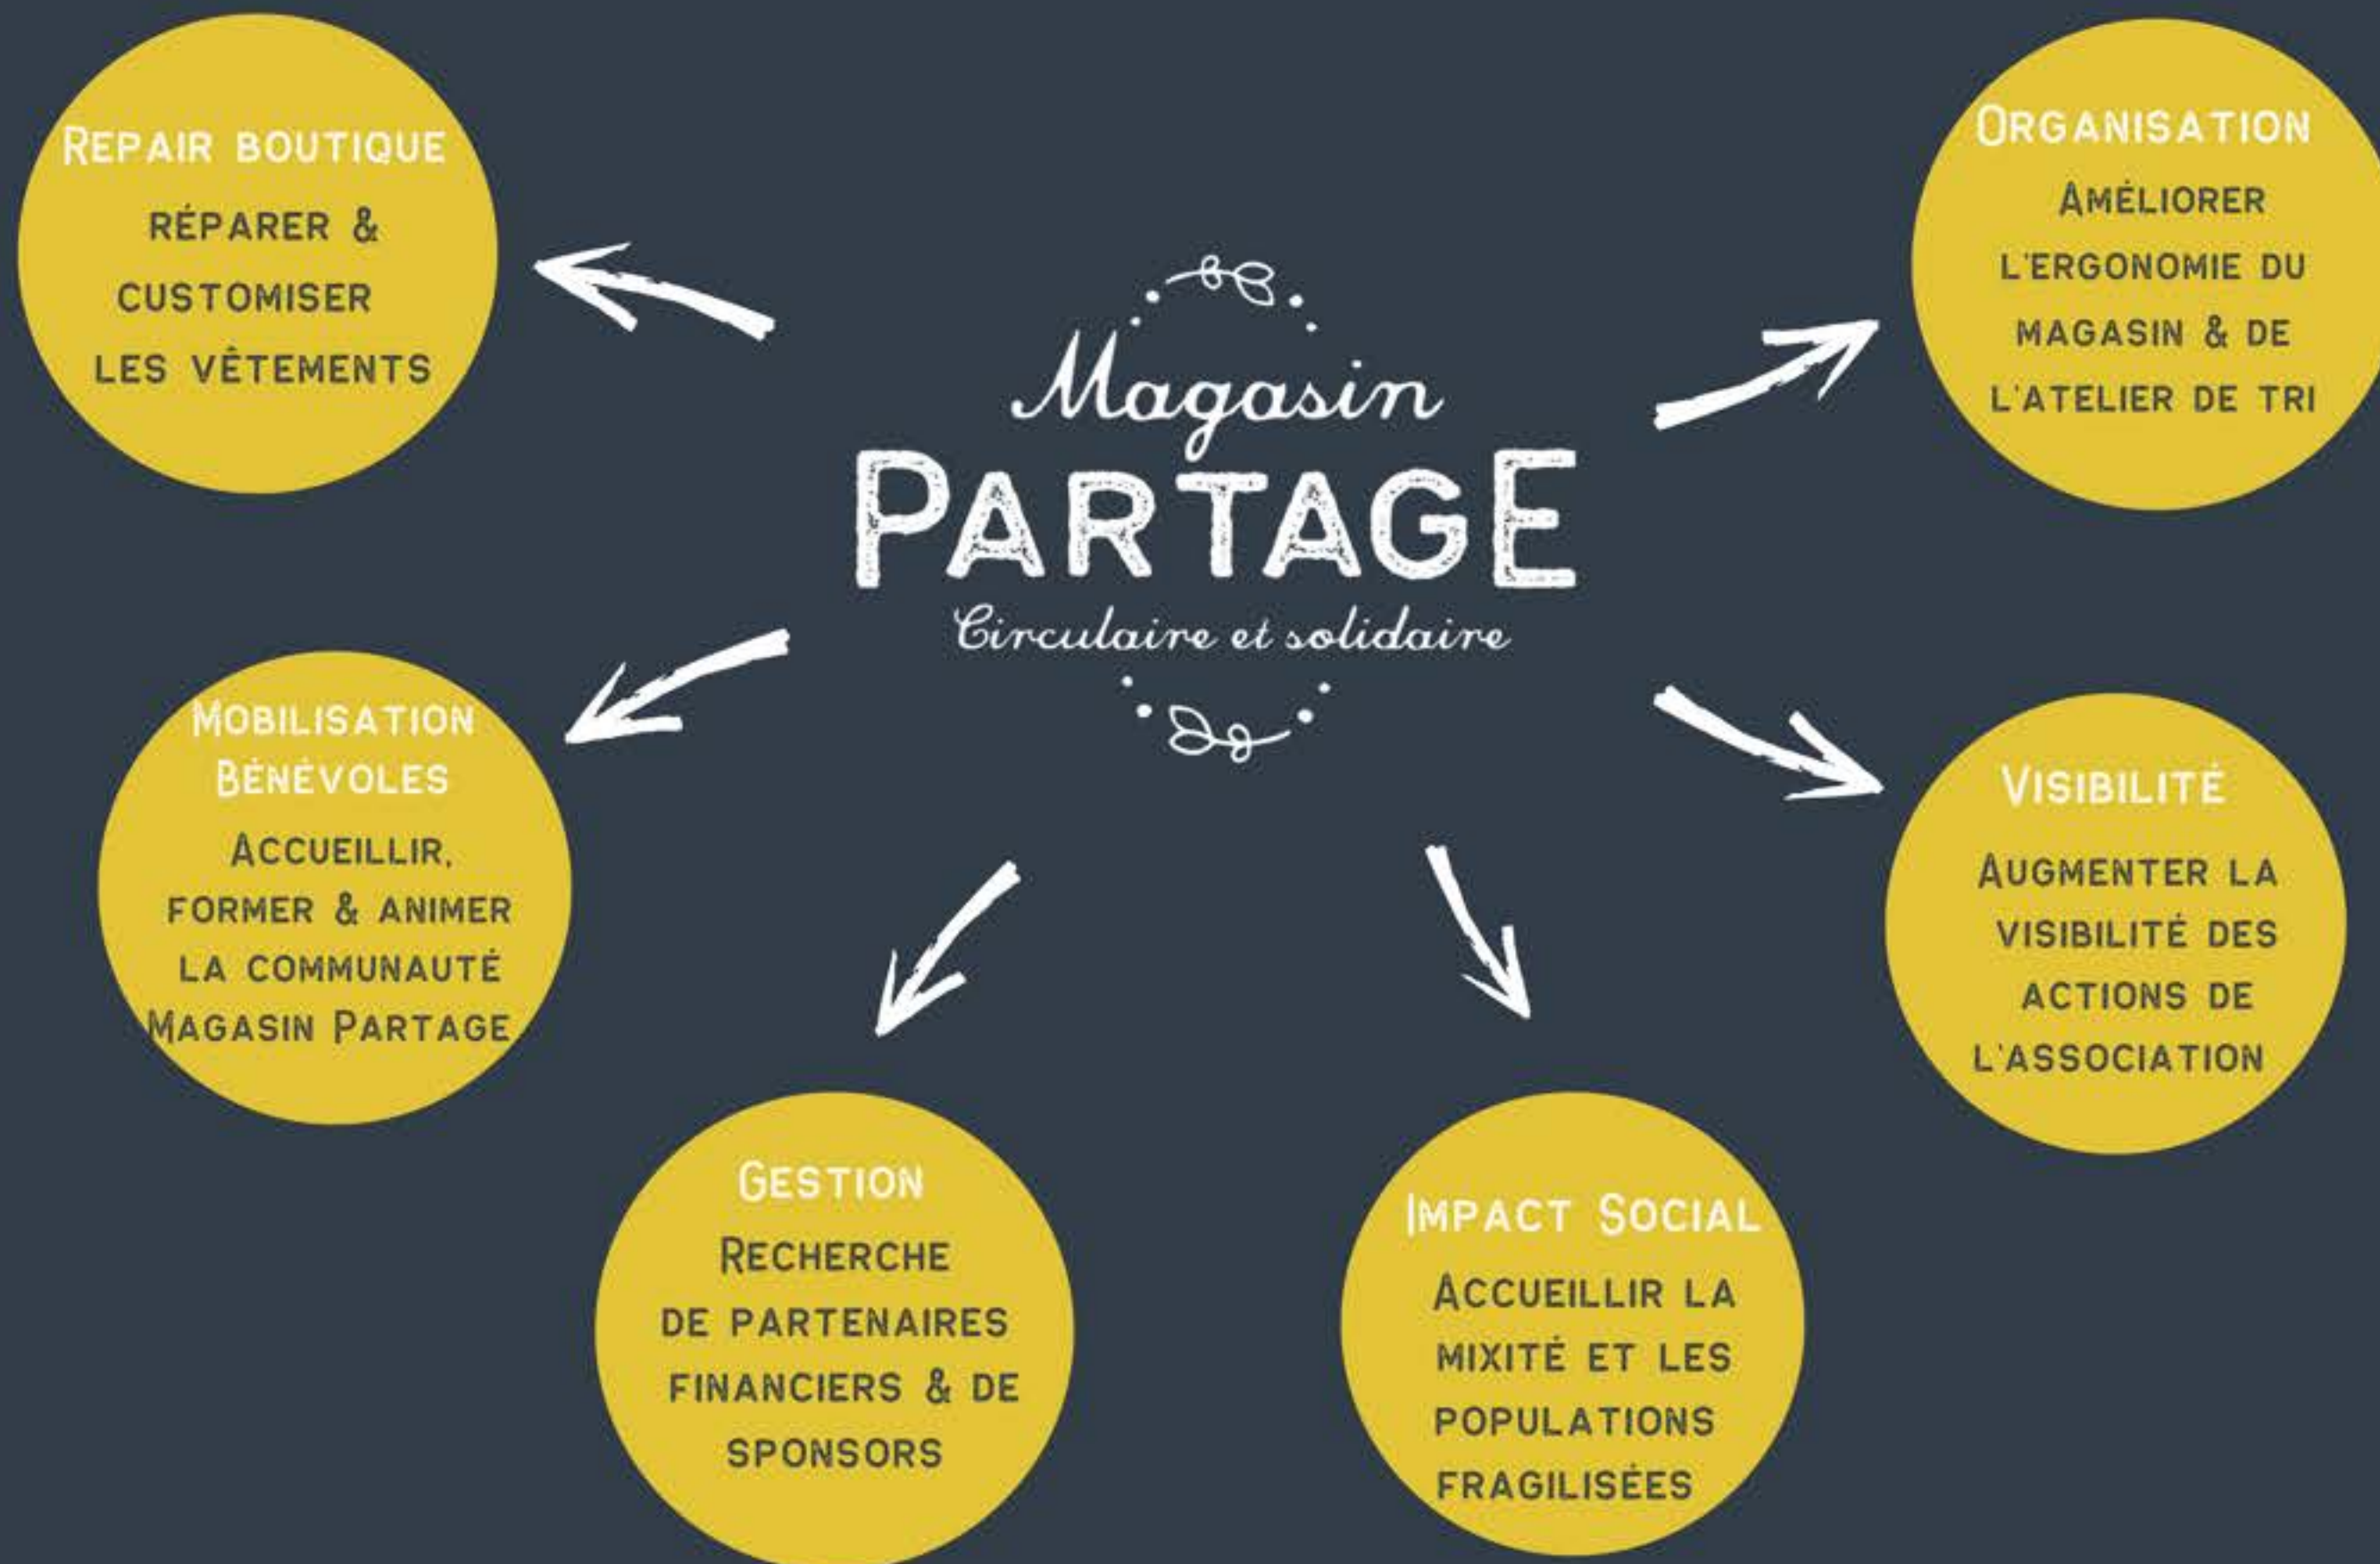 Magasin
PARTAGE
Circulaire et solidaire
REPAIR BOUTIQUE
RÉPARER &
CUSTOMISER
LES VÊTEMENTS
ORGANISATION
AMÉLIORER
L'ERGONOMIE DU
MAGASIN & DE
L'ATELIER DE TRI
MOBILISATION
BÉNÉVOLES
ACCUEILLIR,
FORMER & ANIMER
LA COMMUNAUTÉ
MAGASIN PARTAGE
VISIBILITÉ
AUGMENTER LA
VISIBILITÉ DES
ACTIONS DE
L'ASSOCIATION
GESTION
RECHERCHE
DE PARTENAIRES
FINANCIERS & DE
SPONSORS
IMPACT SOCIAL
ACCUEILLIR LA
MIXITÉ ET LES
POPULATIONS
FRAGILISÉES